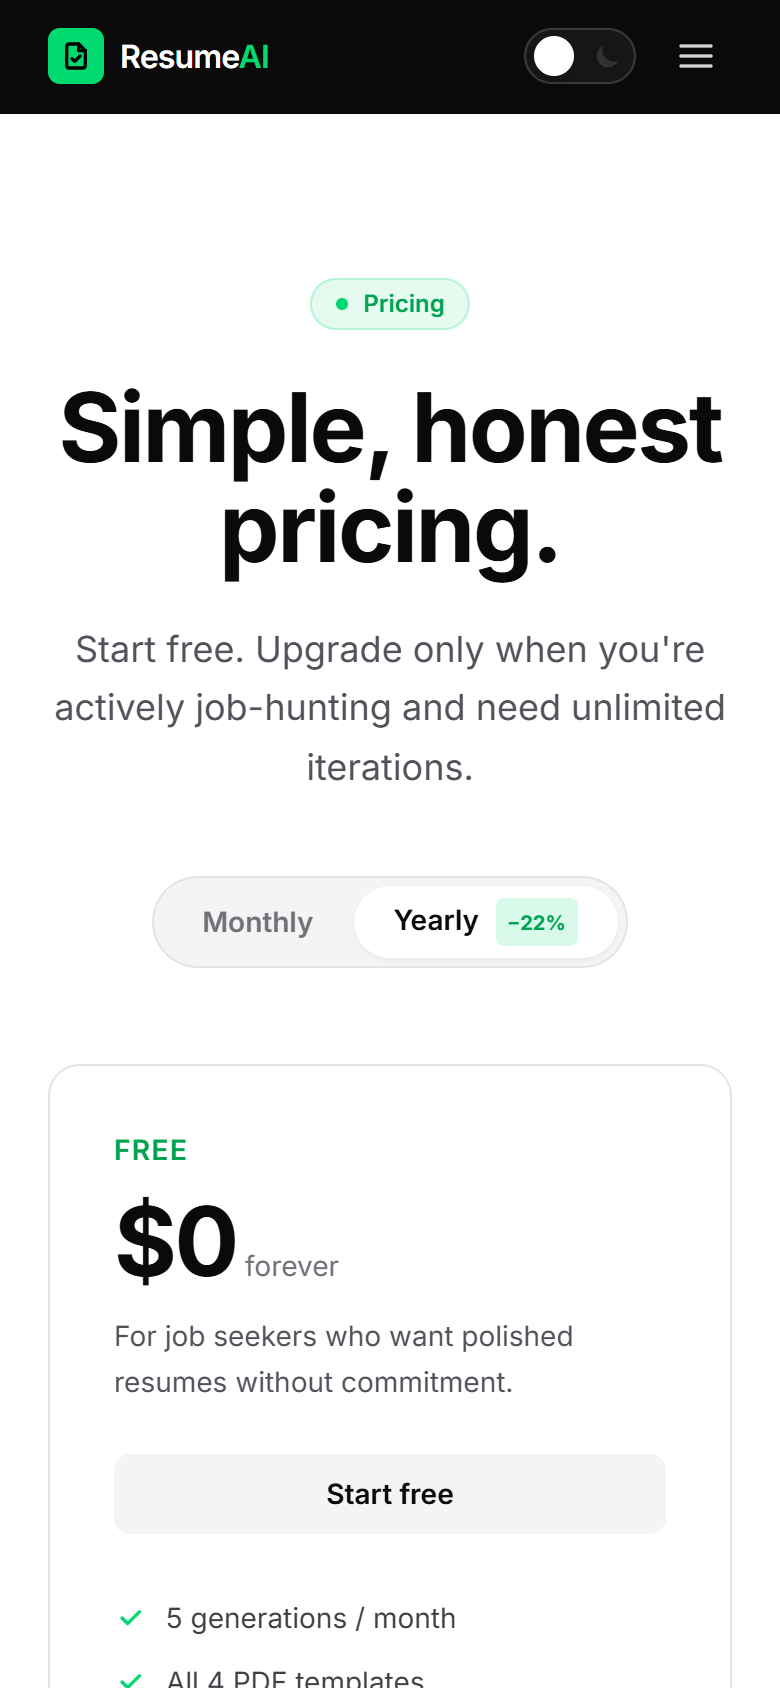 ResumeAI
Pricing
Simple, honest
pricing.
Start free. Upgrade only when you're
actively job-hunting and need unlimited
iterations.
Monthly
Yearly
−22%
FREE
$0 forever
For job seekers who want polished
resumes without commitment.
Start free
5 generations / month
All 4 PDF templates